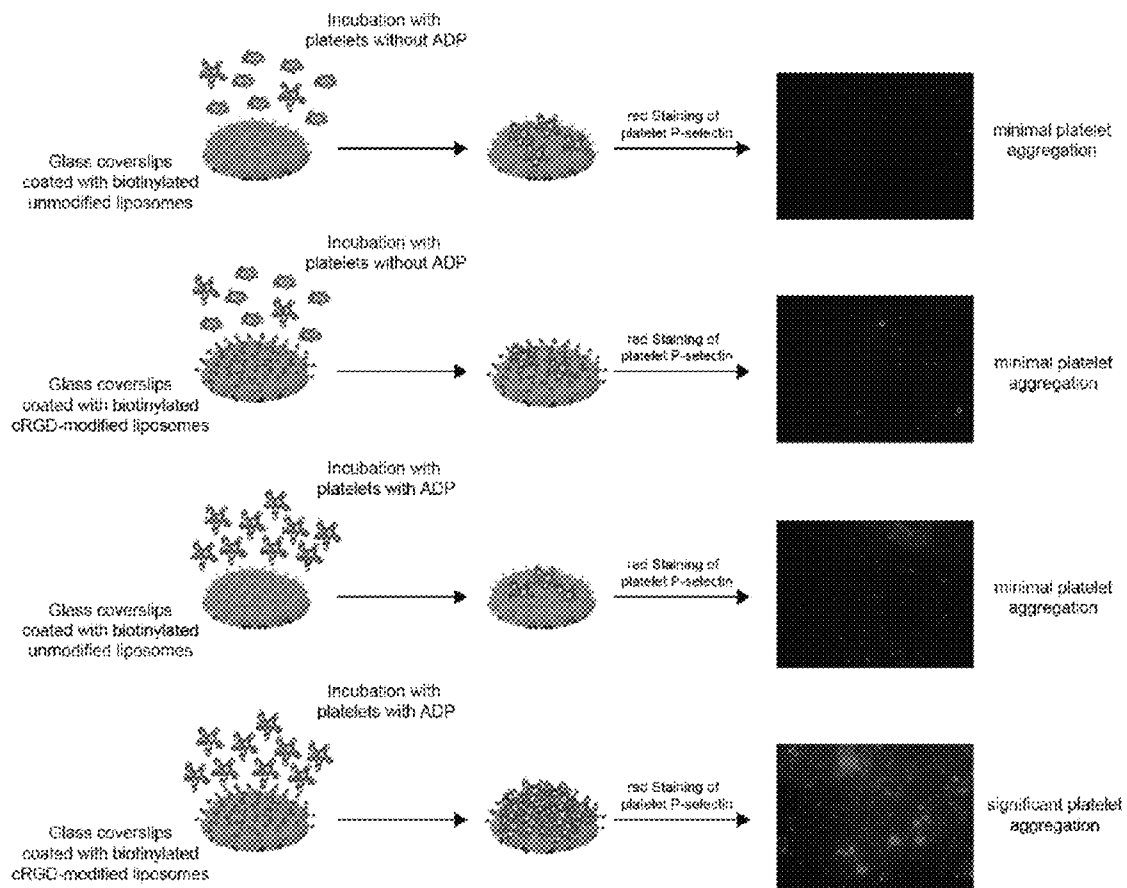 Incubation with
platelets without ADP
Glass coverslips
coated with biotinylated
unmodified liposomes
red Staining of
platelet P-selectin
minimal platelet
aggregation
Incubation with
platelets without ADP
Glass coverslips
coated with biotinylated
cRGD-modified liposomes
red Staining of
platelet P-selectin
minimal platelet
aggregation
Incubation with
platelets with ADP
Glass coverslips
coated with biotinylated
unmodified liposomes
red Staining of
platelet P-selectin
minimal platelet
aggregation
Incubation with
platelets with ADP
Glass coverslips
coated with biotinylated
cRGD-modified liposomes
red Staining of
platelet P-selectin
significant platelet
aggregation